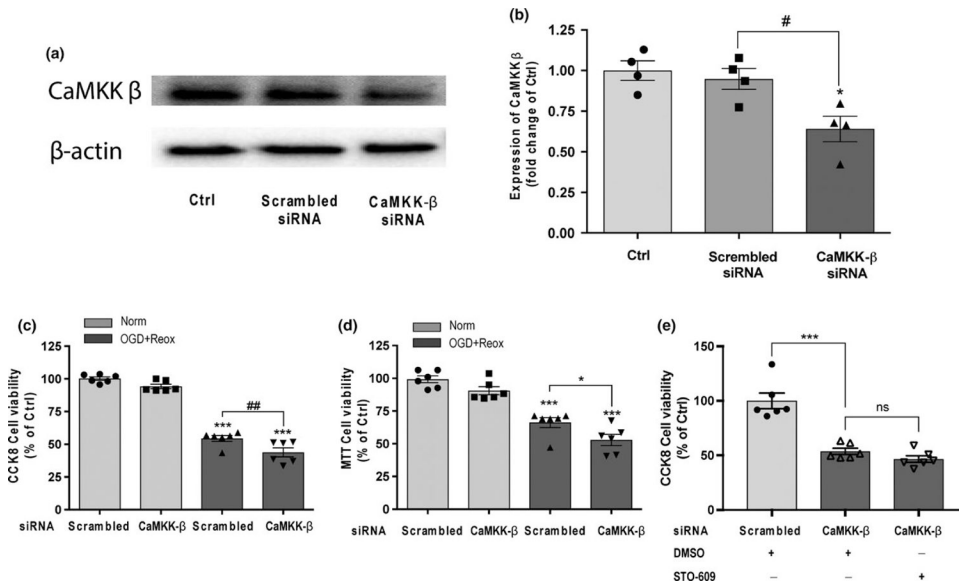 (a)
CaMKK β
β-actin
Ctrl
Scrambled
siRNA
CaMKK-β
siRNA
(b)
Expression of CaMKK β
(fold change of Ctrl)
1.25
1.00
0.75
0.50
0.25
0.00
#
*
Ctrl
Scrembled
siRNA
CaMKK-β
siRNA
(c)
Norm
OGD+Reox
CCK8 Cell viability
(% of Ctrl)
125
100
75
50
25
0
##
***
***
siRNA Scrambled CaMKK-β Scrambled CaMKK-β
(d)
Norm
OGD+Reox
MTT Cell viability
(% of Ctrl)
125
100
75
50
25
0
*
***
***
siRNA Scrambled CaMKK-β Scrambled CaMKK-β
(e)
CCK8 Cell viability
(% of Ctrl)
150
100
50
0
***
ns
siRNA Scrambled CaMKK-β CaMKK-β
DMSO + + –
STO-609 – – +